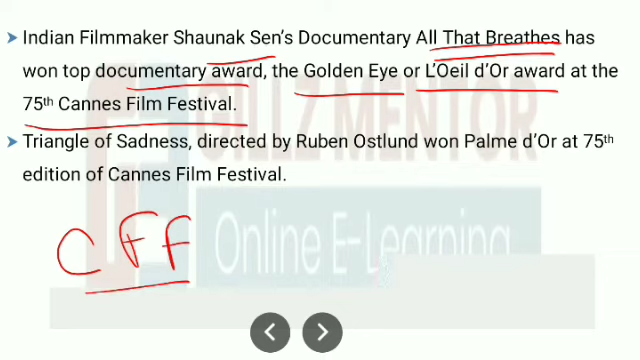 Indian Filmmaker Shaunak Sen's Documentary All That Breathes has
won top documentary award, the Golden Eye or L'Oeil d'Or award at the
75th Cannes Film Festival.
Triangle of Sadness, directed by Ruben Ostlund won Palme d'Or at 75th
edition of Cannes Film Festival.
GILLZ MENTOR
CFF
Online E-Learning